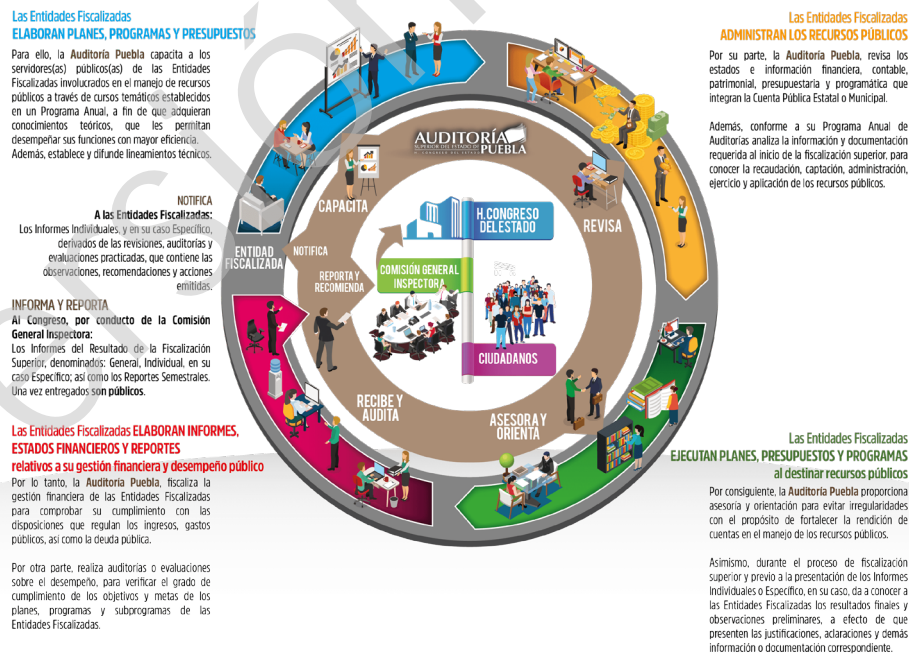 Las Entidades Fiscalizadas
ELABORAN PLANES, PROGRAMAS Y PRESUPUESTOS
Para ello, la Auditoría Puebla capacita a los
servidores(as) públicos(as) de las Entidades
Fiscalizadas involucrados en el manejo de recursos
públicos a través de cursos temáticos establecidos
en un Programa Anual, a fin de que adquieran
conocimientos teóricos, que les permitan
desempeñar sus funciones con mayor eficiencia.
Además, establece y difunde lineamientos técnicos.
NOTIFICA
A las Entidades Fiscalizadas:
Los Informes Individuales, y en su caso Específico,
derivados de las revisiones, auditorías y
evaluaciones practicadas, que contiene las
observaciones, recomendaciones y acciones
emitidas.
INFORMA Y REPORTA
Al Congreso, por conducto de la Comisión
General Inspectora:
Los Informes del Resultado de la Fiscalización
Superior, denominados: General, Individual, en su
caso Específico; así como los Reportes Semestrales.
Una vez entregados son públicos.
Las Entidades Fiscalizadas ELABORAN INFORMES,
ESTADOS FINANCIEROS Y REPORTES
relativos a su gestión financiera y desempeño público
Por lo tanto, la Auditoría Puebla, fiscaliza la
gestión financiera de las Entidades Fiscalizadas
para comprobar su cumplimiento con las
disposiciones que regulan los ingresos, gastos
públicos, así como la deuda pública.
Por otra parte, realiza auditorías o evaluaciones
sobre el desempeño, para verificar el grado de
cumplimiento de los objetivos y metas de los
planes, programas y subprogramas de las
Entidades Fiscalizadas.
AUDITORÍA
SUPERIOR DEL ESTADO DE PUEBLA
H. CONGRESO DEL ESTADO
CAPACITA
REVISA
H. CONGRESO
DEL ESTADO
ENTIDAD
FISCALIZADA
NOTIFICA
REPORTA Y
RECOMIENDA
COMISIÓN GENERAL
INSPECTORA
CIUDADANOS
RECIBE Y
AUDITA
ASESORA Y
ORIENTA
Las Entidades Fiscalizadas
ADMINISTRAN LOS RECURSOS PÚBLICOS
Por su parte, la Auditoría Puebla, revisa los
estados e información financiera, contable,
patrimonial, presupuestaria y programática que
integran la Cuenta Pública Estatal o Municipal.
Además, conforme a su Programa Anual de
Auditorías analiza la información y documentación
requerida al inicio de la fiscalización superior, para
conocer la recaudación, captación, administración,
ejercicio y aplicación de los recursos públicos.
Las Entidades Fiscalizadas
EJECUTAN PLANES, PRESUPUESTOS Y PROGRAMAS
al destinar recursos públicos
Por consiguiente, la Auditoría Puebla proporciona
asesoría y orientación para evitar irregularidades
con el propósito de fortalecer la rendición de
cuentas en el manejo de los recursos públicos.
Asimismo, durante el proceso de fiscalización
superior y previo a la presentación de los Informes
Individuales o Específico, en su caso, da a conocer a
las Entidades Fiscalizadas los resultados finales y
observaciones preliminares, a efecto de que
presenten las justificaciones, aclaraciones y demás
información o documentación correspondiente.